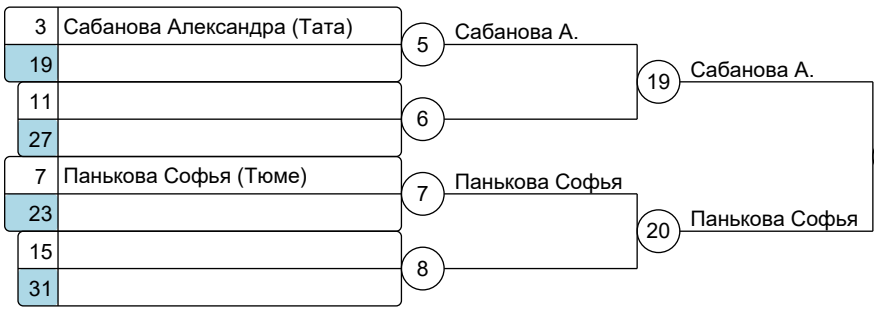 3 Сабанова Александра (Тата)
5 Сабанова А.
19
19 Сабанова А.
11
6
27
7 Панькова Софья (Тюме)
7 Панькова Софья
23
20 Панькова Софья
15
8
31